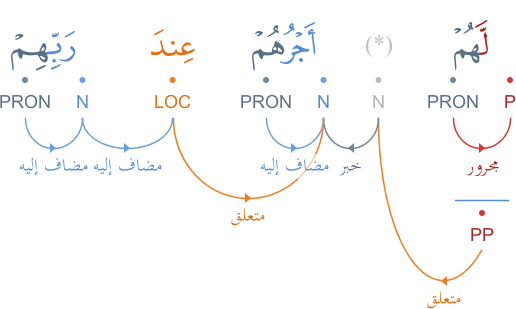 لَّهُمْ (*) أَجْرُهُمْ عِندَ رَبِّهِمْ
P PRON N N PRON LOC N PRON
مجرور خبر مضاف إليه مضاف إليه مضاف إليه
متعلق
PP
متعلق